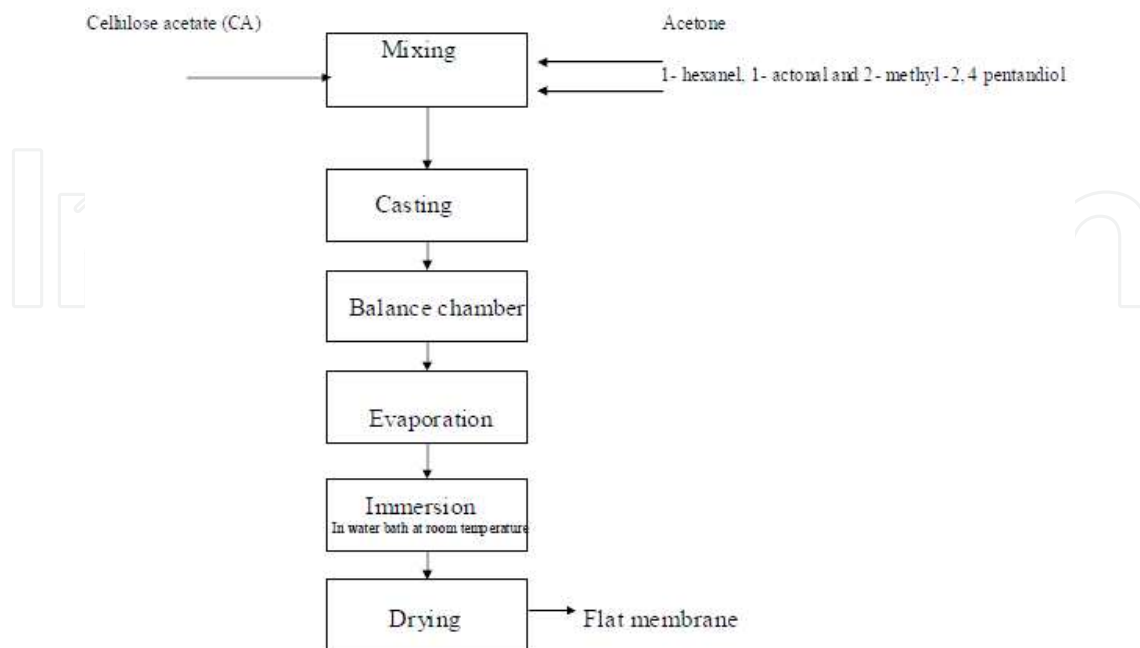 Cellulose acetate (CA)
Acetone
Mixing
1- hexanel, 1- actonal and 2- methyl -2, 4 pentandiol
Casting
Balance chamber
Evaporation
Immersion
In water bath at room temperature
Drying
Flat membrane